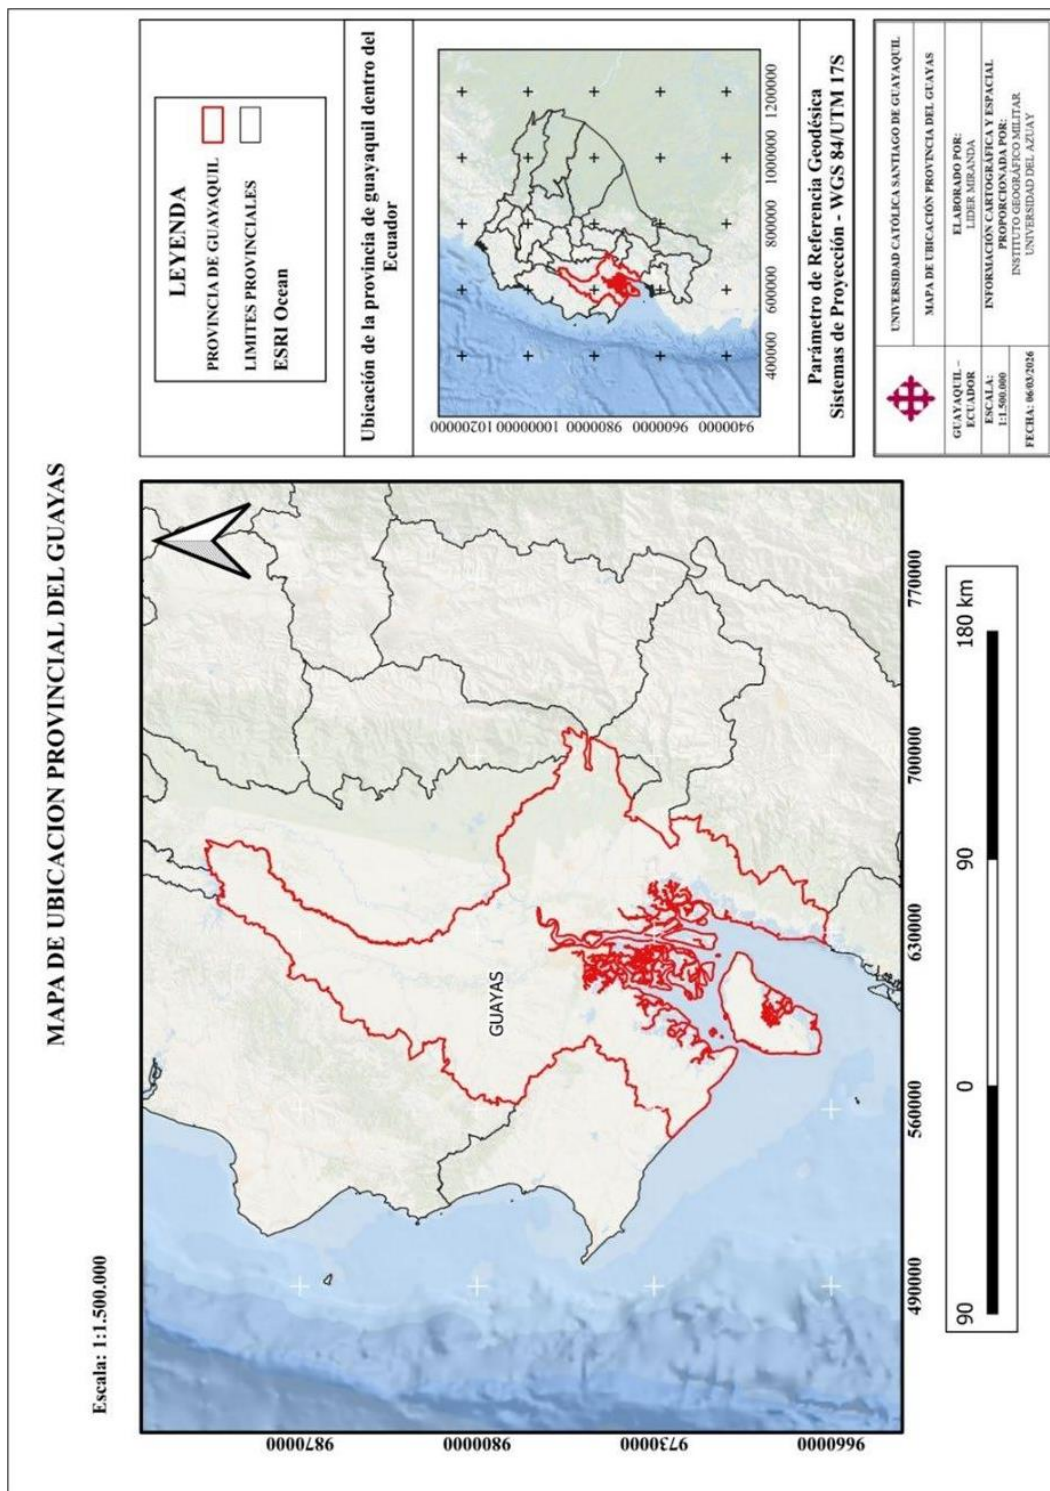 MAPA DE UBICACION PROVINCIAL DEL GUAYAS
Escala: 1:1.500.000
9870000
9800000
9730000
9660000
GUAYAS
490000
560000
630000
700000
770000
90
0
90
180 km
LEYENDA
PROVINCIA DE GUAYAQUIL
LIMITES PROVINCIALES
ESRI Ocean
Ubicación de la provincia de guayaquil dentro del
Ecuador
10200000
10000000
9800000
9600000
9400000
400000
600000
800000
1000000
1200000
Parámetro de Referencia Geodésica
Sistemas de Proyección - WGS 84/UTM 17S
UNIVERSIDAD CATÓLICA SANTIAGO DE GUAYAQUIL
MAPA DE UBICACIÓN PROVINCIA DEL GUAYAS
GUAYAQUIL –
ECUADOR
ELABORADO POR:
LIDER MIRANDA
ESCALA:
1:1.500.000
INFORMACIÓN CARTOGRÁFICA Y ESPACIAL
PROPORCIONADA POR:
INSTITUTO GEOGRÁFICO MILITAR
UNIVERSIDAD DEL AZUAY
FECHA: 06/03/2026